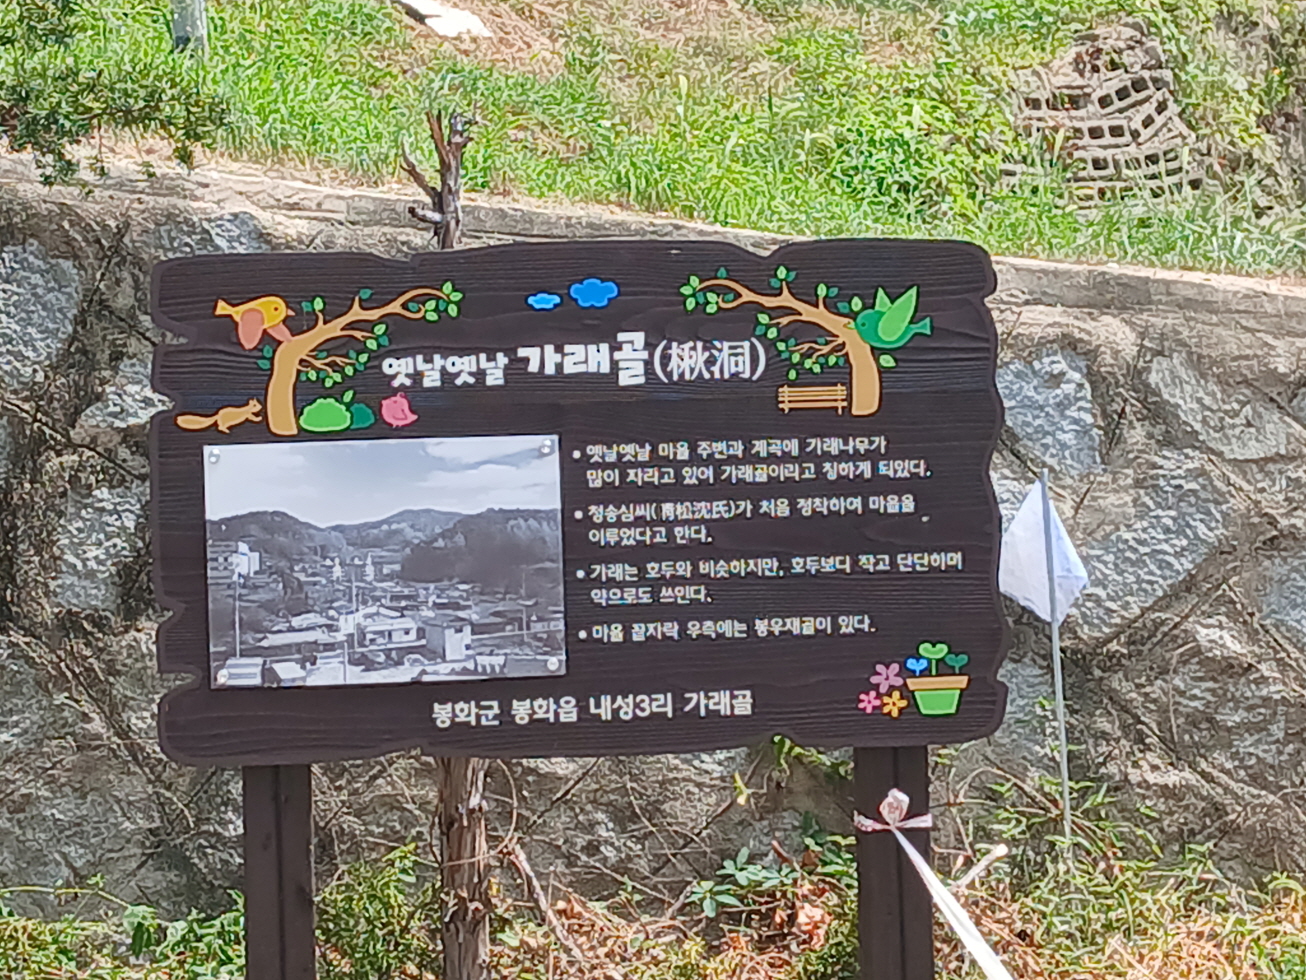 옛날옛날 가래골(楸洞)
• 옛날옛날 마을 주변과 계곡에 가래나무가
많이 자라고 있어 가래골이라고 칭하게 되었다.
• 청송심씨(靑松沈氏)가 처음 정착하여 마을을
이루었다고 한다.
• 가래는 호두와 비슷하지만, 호두보다 작고 단단하며
약으로도 쓰인다.
• 마을 끝자락 우측에는 봉우재골이 있다.
봉화군 봉화읍 내성3리 가래골